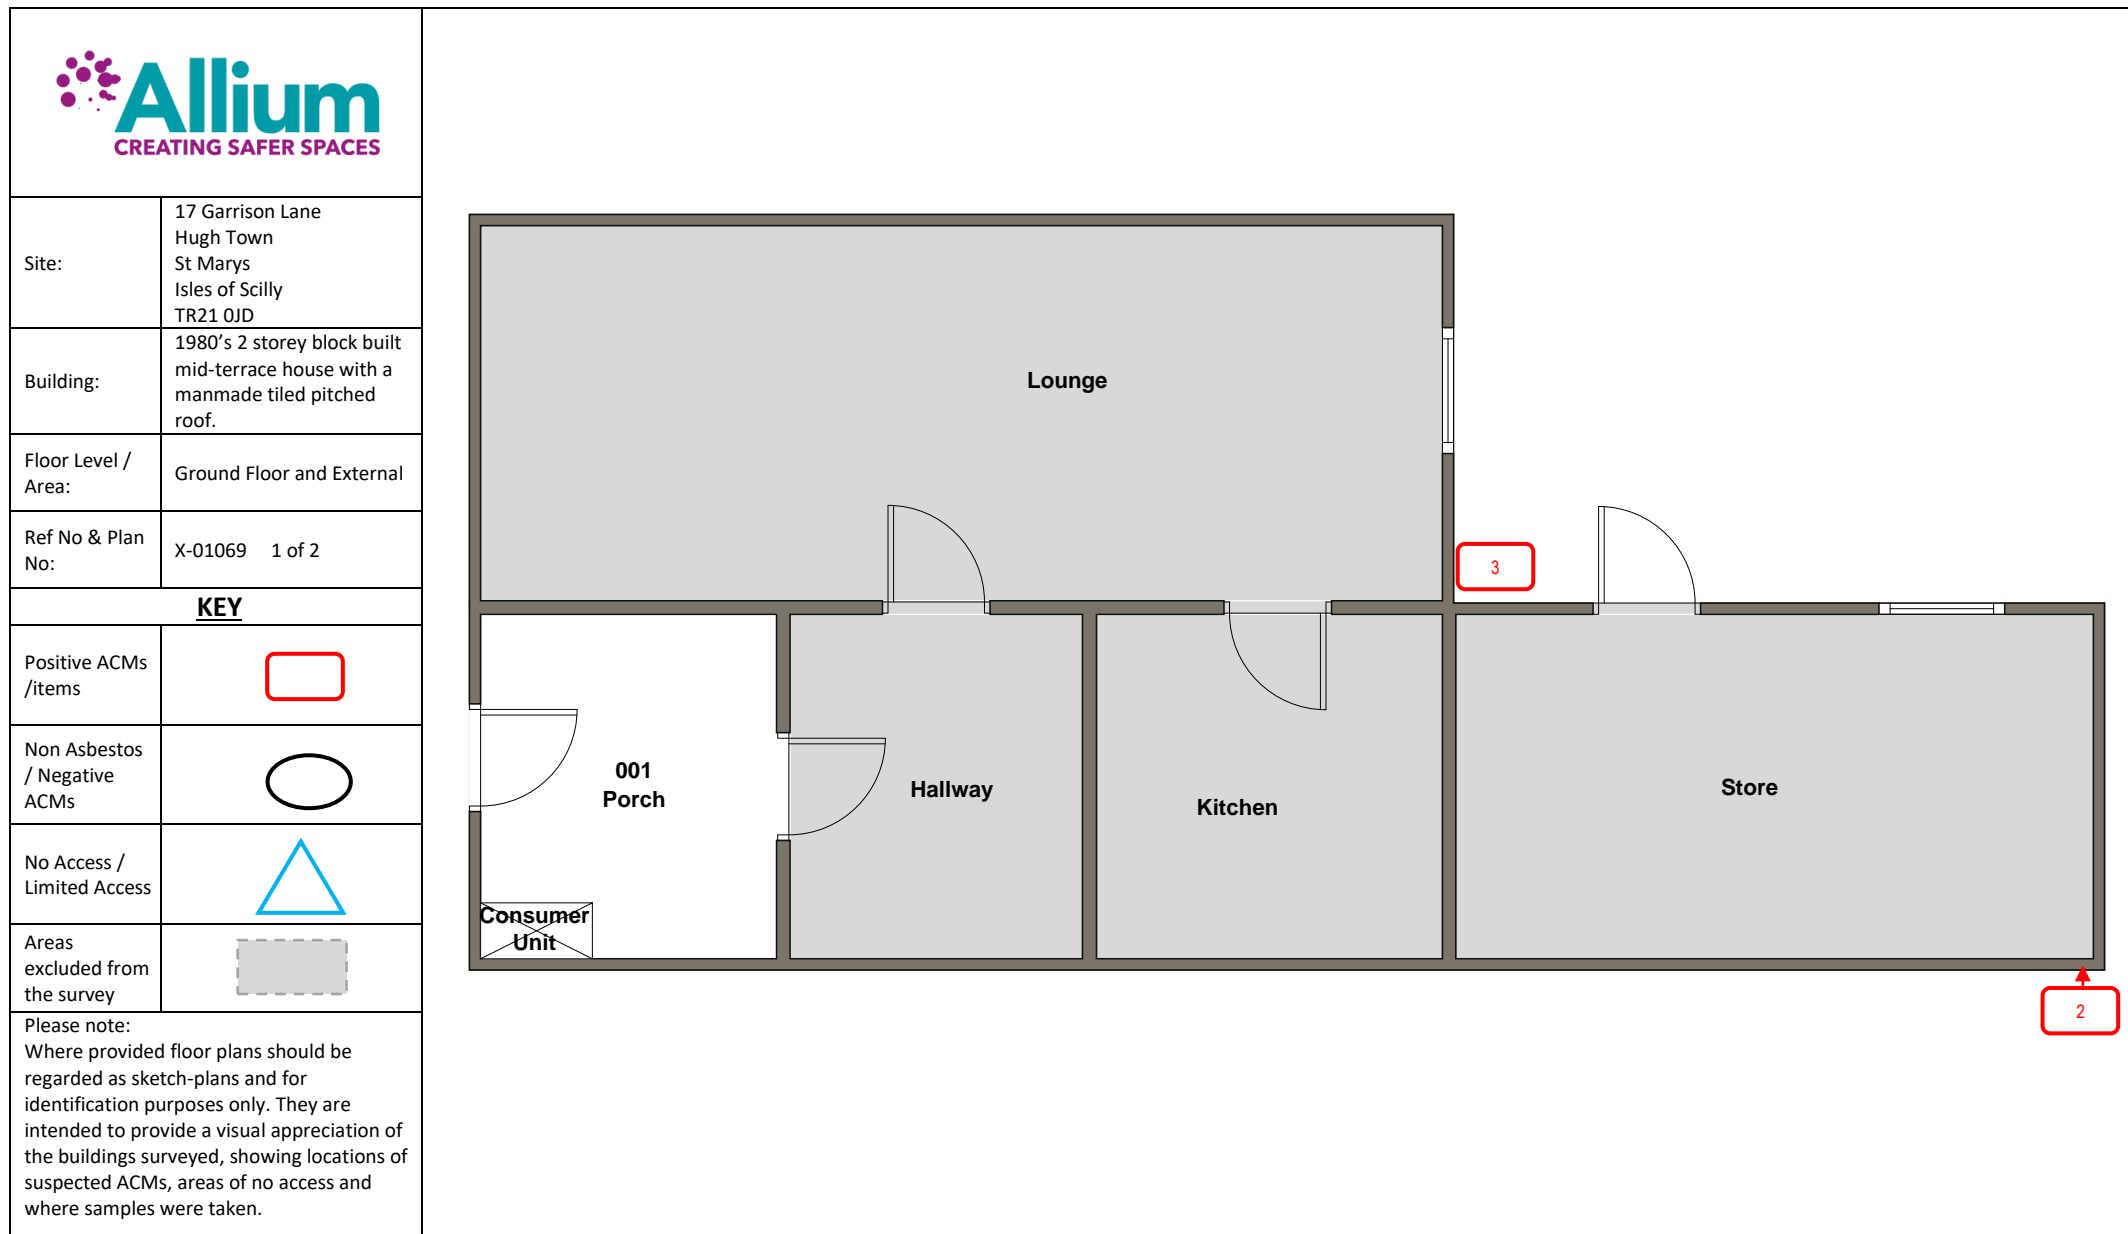 Allium
CREATING SAFER SPACES
Site:
17 Garrison Lane
Hugh Town
St Marys
Isles of Scilly
TR21 0JD
Building:
1980’s 2 storey block built
mid-terrace house with a
manmade tiled pitched
roof.
Floor Level /
Area:
Ground Floor and External
Ref No & Plan
No:
X-01069 1 of 2
KEY
Positive ACMs
/items
Non Asbestos
/ Negative
ACMs
No Access /
Limited Access
Areas
excluded from
the survey
Please note:
Where provided floor plans should be
regarded as sketch-plans and for
identification purposes only. They are
intended to provide a visual appreciation of
the buildings surveyed, showing locations of
suspected ACMs, areas of no access and
where samples were taken.
Lounge
3
001
Porch
Hallway
Kitchen
Store
Consumer
Unit
2